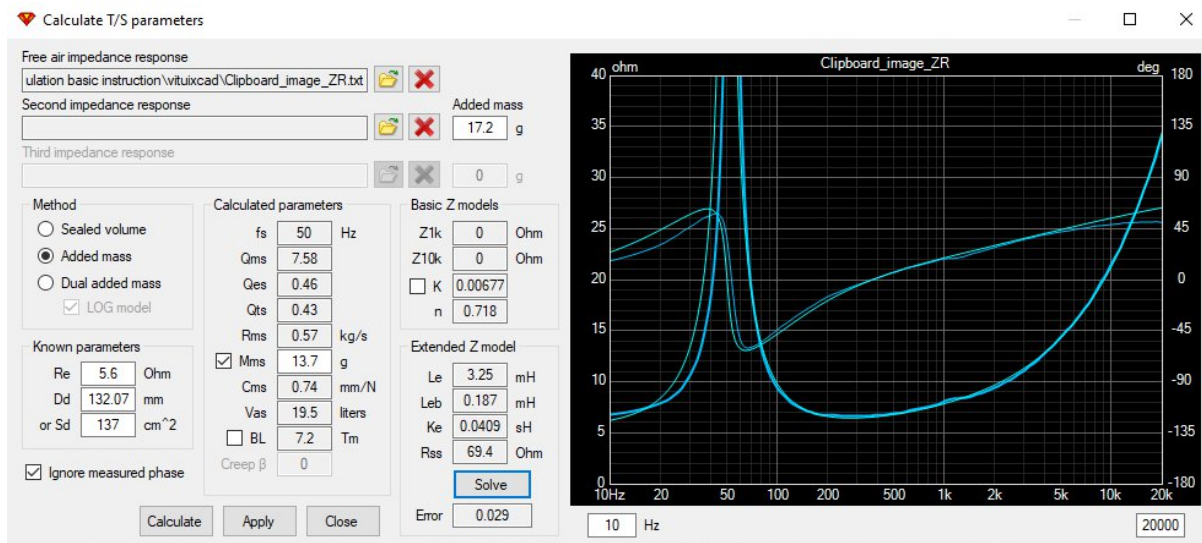 Calculate T/S parameters
Free air impedance response
ulation basic instruction\vituixcad\Clipboard_image_ZR.txt
Second impedance response
Added mass
17.2 g
Third impedance response
0 g
Method
Sealed volume
Added mass
Dual added mass
LOG model
Known parameters
Re 5.6 Ohm
Dd 132.07 mm
or Sd 137 cm^2
Ignore measured phase
Calculated parameters
fs 50 Hz
Qms 7.58
Qes 0.46
Qts 0.43
Rms 0.57 kg/s
Mms 13.7 g
Cms 0.74 mm/N
Vas 19.5 liters
BL 7.2 Tm
Creep β 0
Basic Z models
Z1k 0 Ohm
Z10k 0 Ohm
K 0.00677
n 0.718
Extended Z model
Le 3.25 mH
Leb 0.187 mH
Ke 0.0409 sH
Rss 69.4 Ohm
Solve
Error 0.029
Calculate Apply Close
Clipboard_image_ZR
ohm
40
35
30
25
20
15
10
5
0
deg
180
135
90
45
0
-45
-90
-135
-180
10Hz 20 50 100 200 500 1k 2k 5k 10k 20k
10 Hz
20000